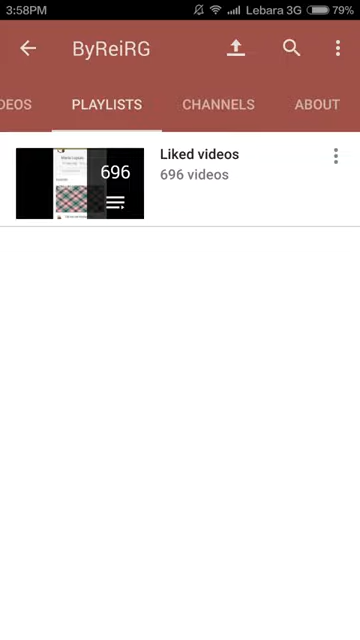 3:58PM Lebara 3G 79%
ByReiRG
DEOS PLAYLISTS CHANNELS ABOUT
696
Liked videos
696 videos